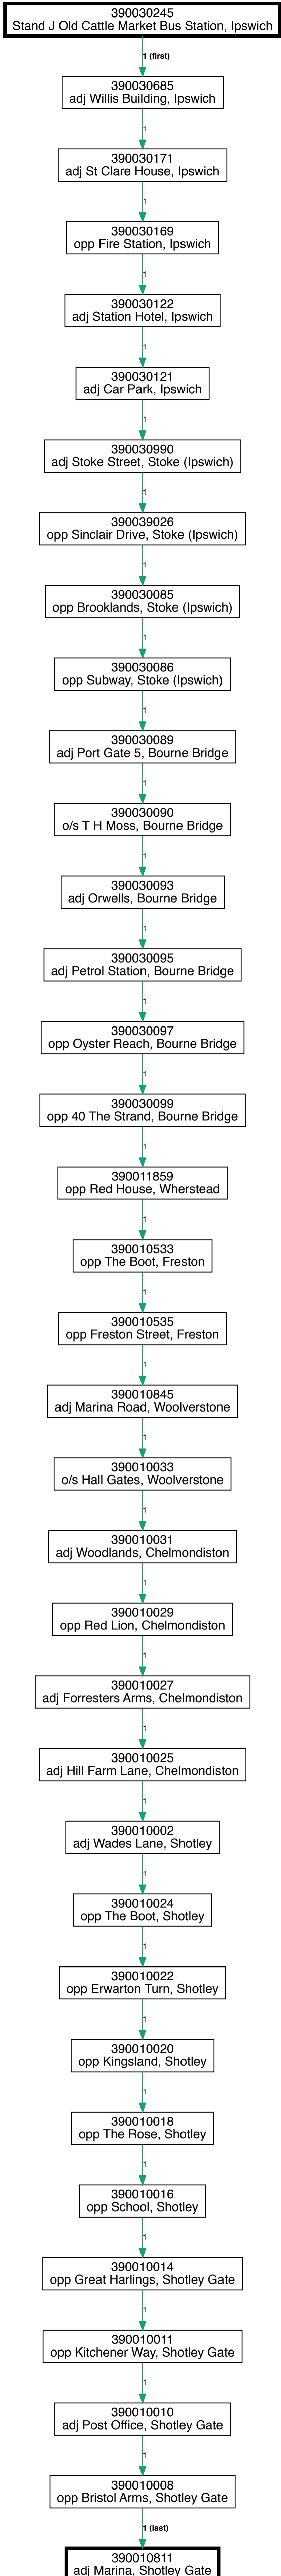 390030245
Stand J Old Cattle Market Bus Station, Ipswich
1 (first)
390030685
adj Willis Building, Ipswich
1
390030171
adj St Clare House, Ipswich
1
390030169
opp Fire Station, Ipswich
1
390030122
adj Station Hotel, Ipswich
1
390030121
adj Car Park, Ipswich
1
390030990
adj Stoke Street, Stoke (Ipswich)
1
390039026
opp Sinclair Drive, Stoke (Ipswich)
1
390030085
opp Brooklands, Stoke (Ipswich)
1
390030086
opp Subway, Stoke (Ipswich)
1
390030089
adj Port Gate 5, Bourne Bridge
1
390030090
o/s T H Moss, Bourne Bridge
1
390030093
adj Orwells, Bourne Bridge
1
390030095
adj Petrol Station, Bourne Bridge
1
390030097
opp Oyster Reach, Bourne Bridge
1
390030099
opp 40 The Strand, Bourne Bridge
1
390011859
opp Red House, Wherstead
1
390010533
opp The Boot, Freston
1
390010535
opp Freston Street, Freston
1
390010845
adj Marina Road, Woolverstone
1
390010033
o/s Hall Gates, Woolverstone
1
390010031
adj Woodlands, Chelmondiston
1
390010029
opp Red Lion, Chelmondiston
1
390010027
adj Forresters Arms, Chelmondiston
1
390010025
adj Hill Farm Lane, Chelmondiston
1
390010002
adj Wades Lane, Shotley
1
390010024
opp The Boot, Shotley
1
390010022
opp Erwarton Turn, Shotley
1
390010020
opp Kingsland, Shotley
1
390010018
opp The Rose, Shotley
1
390010016
opp School, Shotley
1
390010014
opp Great Harlings, Shotley Gate
1
390010011
opp Kitchener Way, Shotley Gate
1
390010010
adj Post Office, Shotley Gate
1
390010008
opp Bristol Arms, Shotley Gate
1 (last)
390010811
adj Marina, Shotley Gate